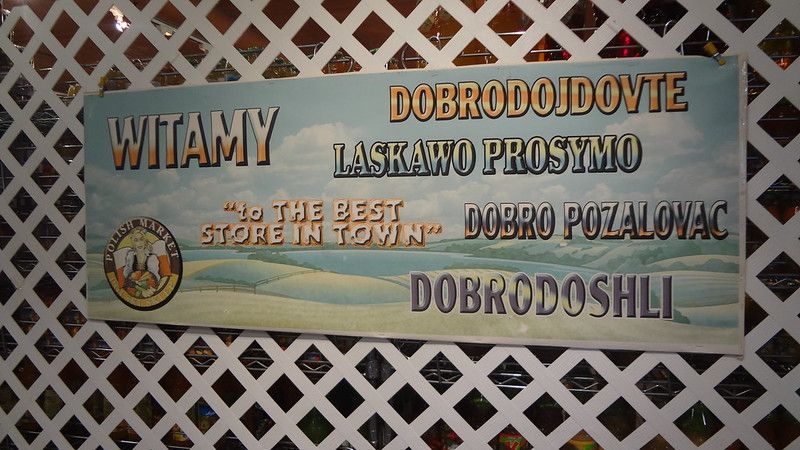 WITAMY
DOBRODOJDOVTE
LASKAWO PROSYMO
"to THE BEST
STORE IN TOWN"
DOBRO POZALOVAC
DOBRODOSHLI
POLISH MARKET